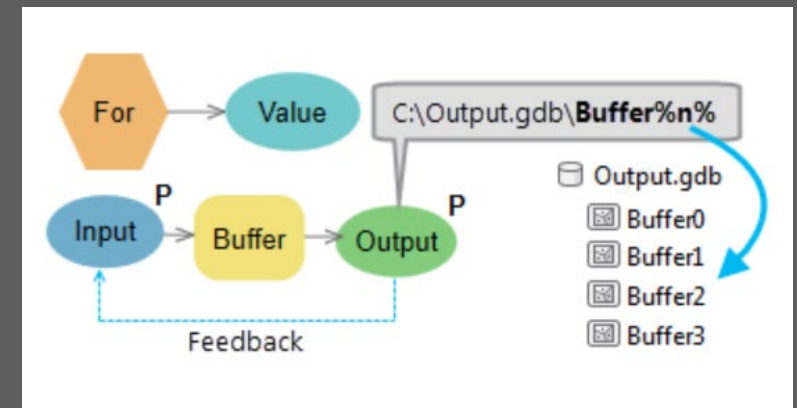 For
Value
C:\Output.gdb\Buffer%n%
P
Input
Buffer
Output
P
Feedback
Output.gdb
Buffer0
Buffer1
Buffer2
Buffer3